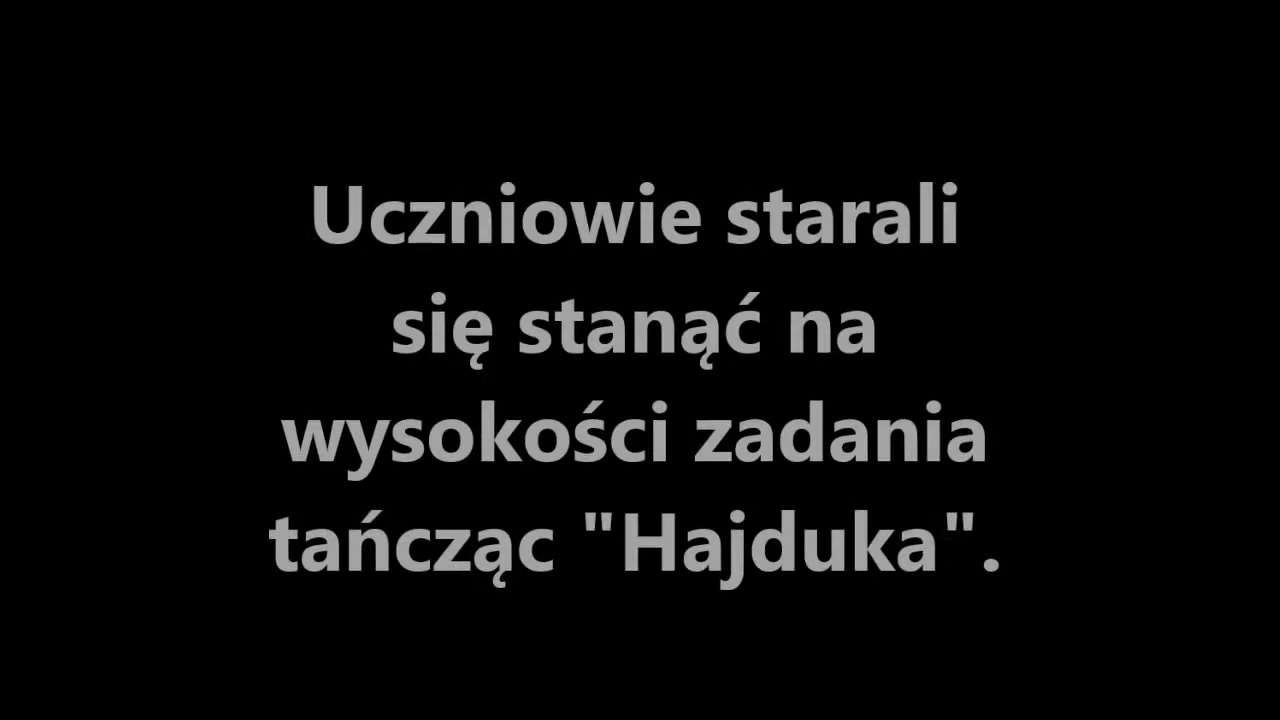 Uczniowie starali
się stanąć na
wysokości zadania
tańcząc "Hajduka".